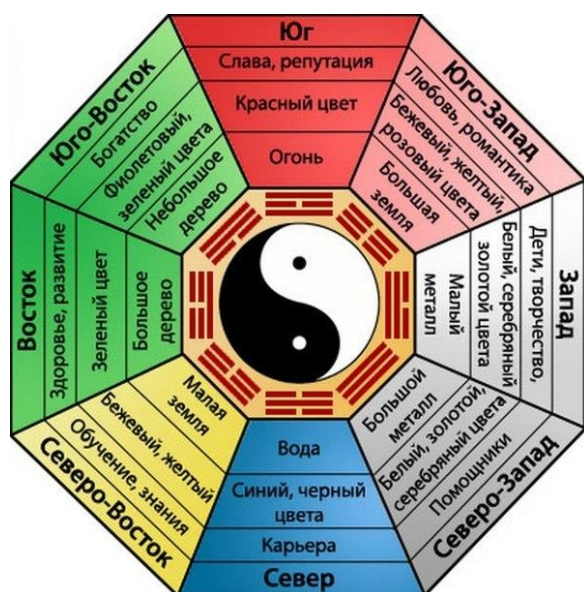 Юг
Слава, репутация
Красный цвет
Огонь
Юго-Запад
Любовь, романтика
Бежевый, желтый,
розовый цвета
Большая
земля
Запад
Дети, творчество,
Белый, серебряный
золотой цвета
Малый
металл
Большой
металл
Белый, золотой,
серебряный цвета
Помощники
Северо-Запад
Вода
Синий, черный
цвета
Карьера
Север
Малая
земля
Бежевый, желтый
Обучение, знания
Северо-Восток
Восток
Здоровье, развитие
Зеленый цвет
Большое
дерево
Юго-Восток
Богатство
Фиолетовый,
зеленый цвета
Небольшое
дерево